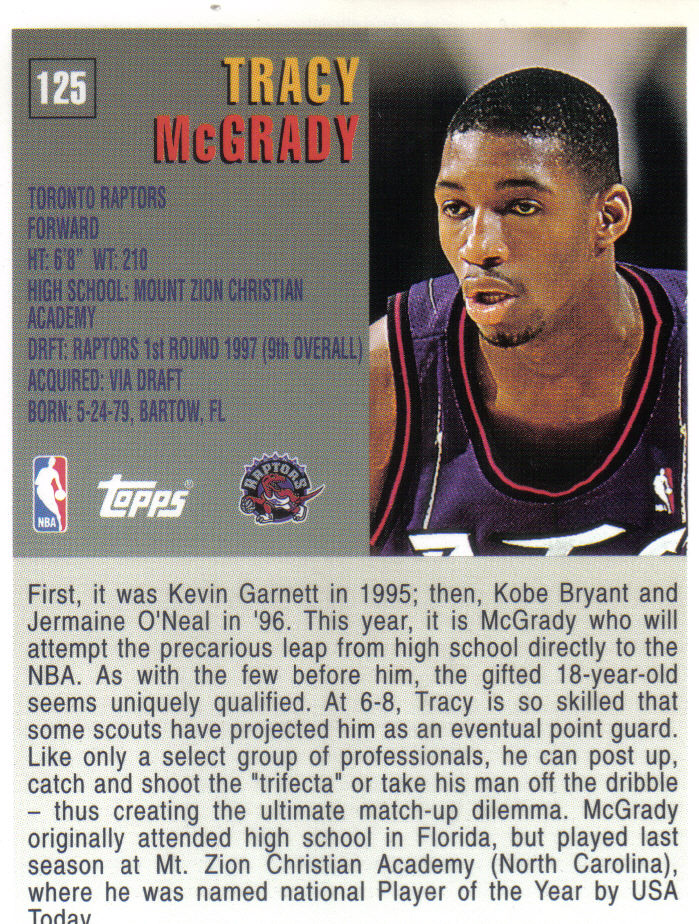 125
TRACY
McGRADY
TORONTO RAPTORS
FORWARD
HT: 6'8" WT: 210
HIGH SCHOOL: MOUNT ZION CHRISTIAN
ACADEMY
DRFT: RAPTORS 1st ROUND 1997 (9th OVERALL)
ACQUIRED: VIA DRAFT
BORN: 5-24-79, BARTOW, FL
NBA
Topps®
RAPTORS
First, it was Kevin Garnett in 1995; then, Kobe Bryant and
Jermaine O'Neal in '96. This year, it is McGrady who will
attempt the precarious leap from high school directly to the
NBA. As with the few before him, the gifted 18-year-old
seems uniquely qualified. At 6-8, Tracy is so skilled that
some scouts have projected him as an eventual point guard.
Like only a select group of professionals, he can post up,
catch and shoot the "trifecta" or take his man off the dribble
– thus creating the ultimate match-up dilemma. McGrady
originally attended high school in Florida, but played last
season at Mt. Zion Christian Academy (North Carolina),
where he was named national Player of the Year by USA
Today.